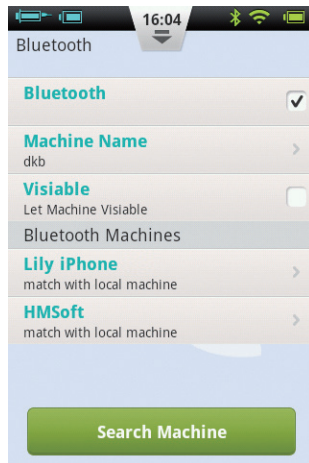 16:04
Bluetooth
Bluetooth
Machine Name
dkb
Visiable
Let Machine Visiable
Bluetooth Machines
Lily iPhone
match with local machine
HMSoft
match with local machine
Search Machine